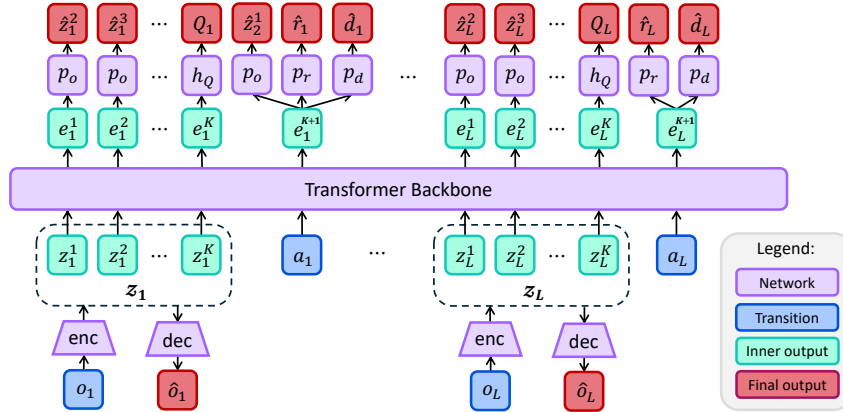 ẑ₁² ẑ₁³ ⋯ Q₁ ẑ₂¹ r̂₁ d̂₁ ẑ_L² ẑ_L³ ⋯ Q_L r̂_L d̂_L
p_o p_o ⋯ h_Q p_o p_r p_d ⋯ p_o p_o ⋯ h_Q p_r p_d
e₁¹ e₁² ⋯ e₁ᴷ e₁ᴷ⁺¹ e_L¹ e_L² ⋯ e_Lᴷ e_Lᴷ⁺¹
Transformer Backbone
z₁¹ z₁² ⋯ z₁ᴷ a₁ ⋯ z_L¹ z_L² ⋯ z_Lᴷ a_L
z₁ z_L
enc dec enc dec
o₁ ô₁ o_L ô_L
Legend:
Network
Transition
Inner output
Final output